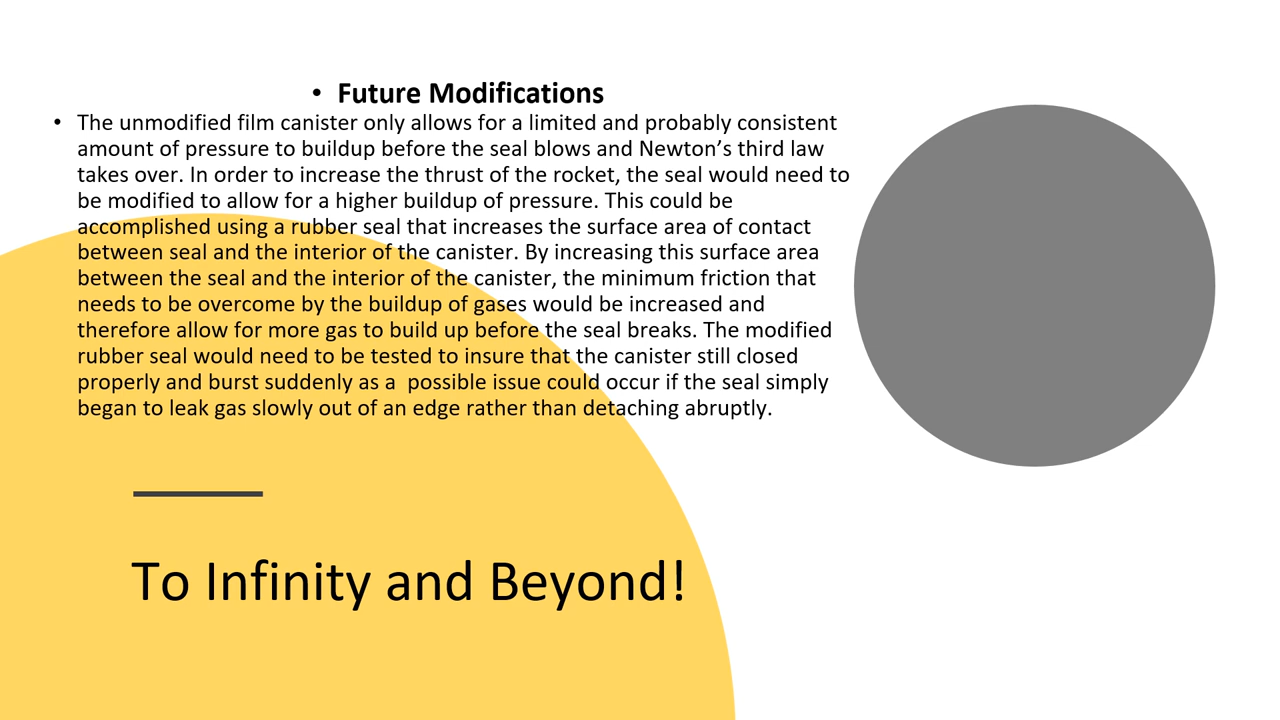 • Future Modifications
• The unmodified film canister only allows for a limited and probably consistent
amount of pressure to buildup before the seal blows and Newton’s third law
takes over. In order to increase the thrust of the rocket, the seal would need to
be modified to allow for a higher buildup of pressure. This could be
accomplished using a rubber seal that increases the surface area of contact
between seal and the interior of the canister. By increasing this surface area
between the seal and the interior of the canister, the minimum friction that
needs to be overcome by the buildup of gases would be increased and
therefore allow for more gas to build up before the seal breaks. The modified
rubber seal would need to be tested to insure that the canister still closed
properly and burst suddenly as a  possible issue could occur if the seal simply
began to leak gas slowly out of an edge rather than detaching abruptly.
To Infinity and Beyond!